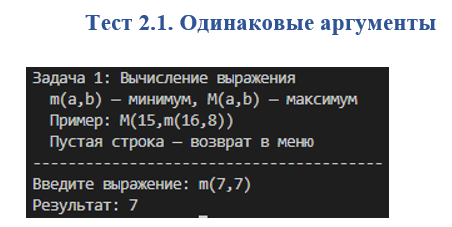 Тест 2.1. Одинаковые аргументы
Задача 1: Вычисление выражения
m(a,b) — минимум, M(a,b) — максимум
Пример: M(15,m(16,8))
Пустая строка — возврат в меню
----------------------------------------
Введите выражение: m(7,7)
Результат: 7